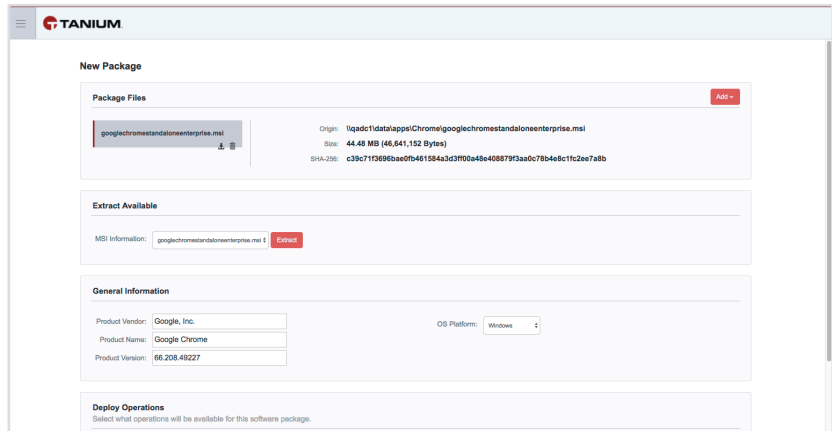 TANIUM
New Package
Package Files
Add
googlechromestandaloneenterprise.msi
Origin: \\qadc1\data\apps\Chrome\googlechromestandaloneenterprise.msi
Size: 44.48 MB (46,641,152 Bytes)
SHA-256: c39c71f3696bae0fb461584a3d3ff00a48e408879f3aa0c78b4e8c1fc2ee7a8b
Extract Available
MSI Information: googlechromestandaloneenterprise.msi Extract
General Information
Product Vendor: Google, Inc.
OS Platform: Windows
Product Name: Google Chrome
Product Version: 66.208.49227
Deploy Operations
Select what operations will be available for this software package.